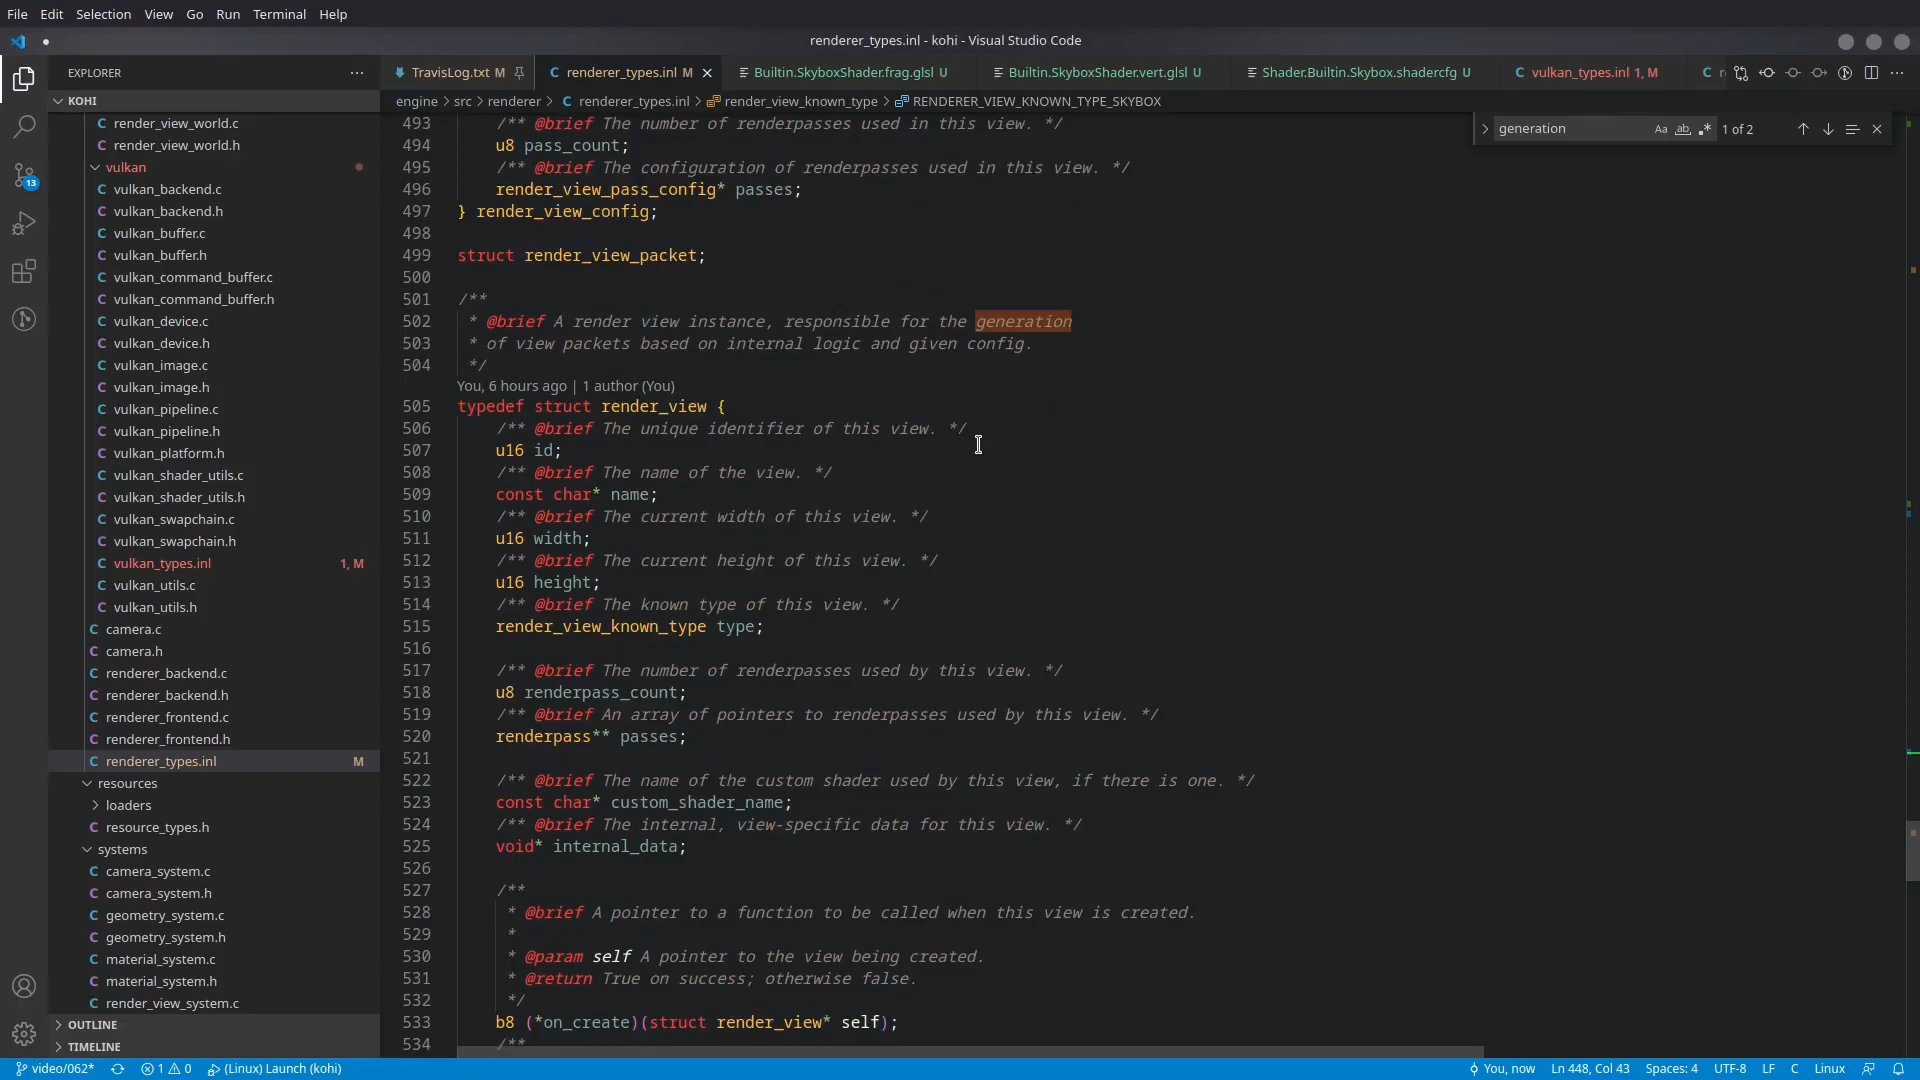 File Edit Selection View Go Run Terminal Help
renderer_types.inl - kohi - Visual Studio Code
EXPLORER
TravisLog.txt M
renderer_types.inl M
Builtin.SkyboxShader.frag.glsl U
Builtin.SkyboxShader.vert.glsl U
Shader.Builtin.Skybox.shadercfg U
vulkan_types.inl 1, M
engine > src > renderer > C renderer_types.inl > render_view_known_type > RENDERER_VIEW_KNOWN_TYPE_SKYBOX
generation
Aa ab .* 1 of 2
KOHI
render_view_world.c
render_view_world.h
vulkan
vulkan_backend.c
vulkan_backend.h
vulkan_buffer.c
vulkan_buffer.h
vulkan_command_buffer.c
vulkan_command_buffer.h
vulkan_device.c
vulkan_device.h
vulkan_image.c
vulkan_image.h
vulkan_pipeline.c
vulkan_pipeline.h
vulkan_platform.h
vulkan_shader_utils.c
vulkan_shader_utils.h
vulkan_swapchain.c
vulkan_swapchain.h
vulkan_types.inl 1, M
vulkan_utils.c
vulkan_utils.h
camera.c
camera.h
renderer_backend.c
renderer_backend.h
renderer_frontend.c
renderer_frontend.h
renderer_types.inl M
resources
loaders
resource_types.h
systems
camera_system.c
camera_system.h
geometry_system.c
geometry_system.h
material_system.c
material_system.h
render_view_system.c
OUTLINE
TIMELINE
13
493 /** @brief The number of renderpasses used in this view. */
494 u8 pass_count;
495 /** @brief The configuration of renderpasses used in this view. */
496 render_view_pass_config* passes;
497 } render_view_config;
498
499 struct render_view_packet;
500
501 /**
502 * @brief A render view instance, responsible for the generation
503 * of view packets based on internal logic and given config.
504 */
You, 6 hours ago | 1 author (You)
505 typedef struct render_view {
506 /** @brief The unique identifier of this view. */
507 u16 id;
508 /** @brief The name of the view. */
509 const char* name;
510 /** @brief The current width of this view. */
511 u16 width;
512 /** @brief The current height of this view. */
513 u16 height;
514 /** @brief The known type of this view. */
515 render_view_known_type type;
516
517 /** @brief The number of renderpasses used by this view. */
518 u8 renderpass_count;
519 /** @brief An array of pointers to renderpasses used by this view. */
520 renderpass** passes;
521
522 /** @brief The name of the custom shader used by this view, if there is one. */
523 const char* custom_shader_name;
524 /** @brief The internal, view-specific data for this view. */
525 void* internal_data;
526
527 /**
528 * @brief A pointer to a function to be called when this view is created.
529 *
530 * @param self A pointer to the view being created.
531 * @return True on success; otherwise false.
532 */
533 b8 (*on_create)(struct render_view* self);
534 /**
video/062* 1 0 (Linux) Launch (kohi)
You, now Ln 448, Col 43 Spaces: 4 UTF-8 LF C Linux